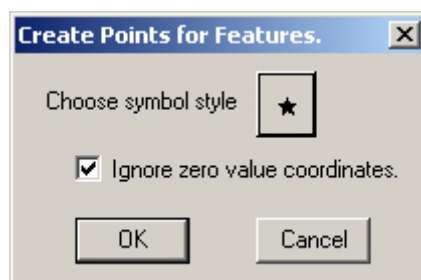 Create Points for Features.
Choose symbol style
Ignore zero value coordinates.
OK Cancel